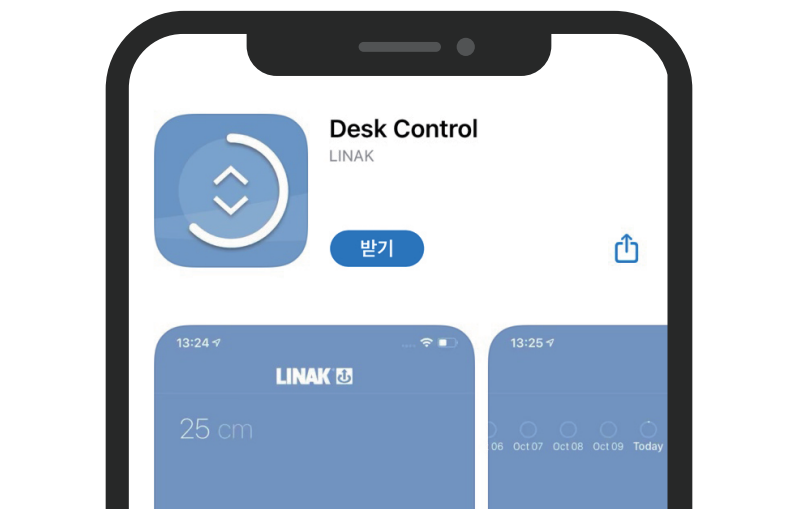 Desk Control
LINAK
받기
13:24
LINAK
25 cm
13:25
06 Oct 07 Oct 08 Oct 09 Today